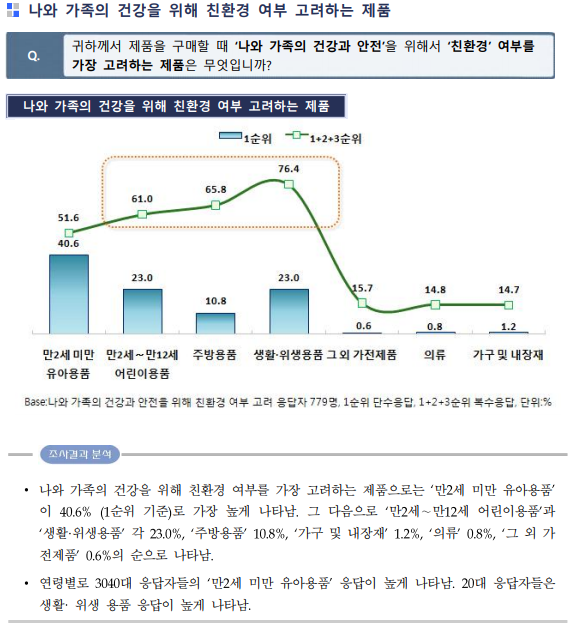 나와 가족의 건강을 위해 친환경 여부 고려하는 제품
Q.
귀하께서 제품을 구매할 때 '나와 가족의 건강과 안전'을 위해서 '친환경' 여부를
가장 고려하는 제품은 무엇입니까?
나와 가족의 건강을 위해 친환경 여부 고려하는 제품
1순위 1+2+3순위
51.6 61.0 65.8 76.4 15.7 14.8 14.7
40.6 23.0 10.8 23.0 0.6 0.8 1.2
만2세 미만 만2세~만12세 주방용품 생활·위생용품 그 외 가전제품 의류 가구 및 내장재
유아용품 어린이용품
Base:나와 가족의 건강과 안전을 위해 친환경 여부 고려 응답자 779명, 1순위 단수응답, 1+2+3순위 복수응답, 단위:%
조사결과 분석
• 나와 가족의 건강을 위해 친환경 여부를 가장 고려하는 제품으로는 '만2세 미만 유아용품'
이 40.6% (1순위 기준)로 가장 높게 나타남. 그 다음으로 '만2세~만12세 어린이용품'과
'생활·위생용품' 각 23.0%, '주방용품' 10.8%, '가구 및 내장재' 1.2%, '의류' 0.8%, '그 외 가
전제품' 0.6%의 순으로 나타남.
• 연령별로 3040대 응답자들의 '만2세 미만 유아용품' 응답이 높게 나타남. 20대 응답자들은
생활· 위생 용품 응답이 높게 나타남.